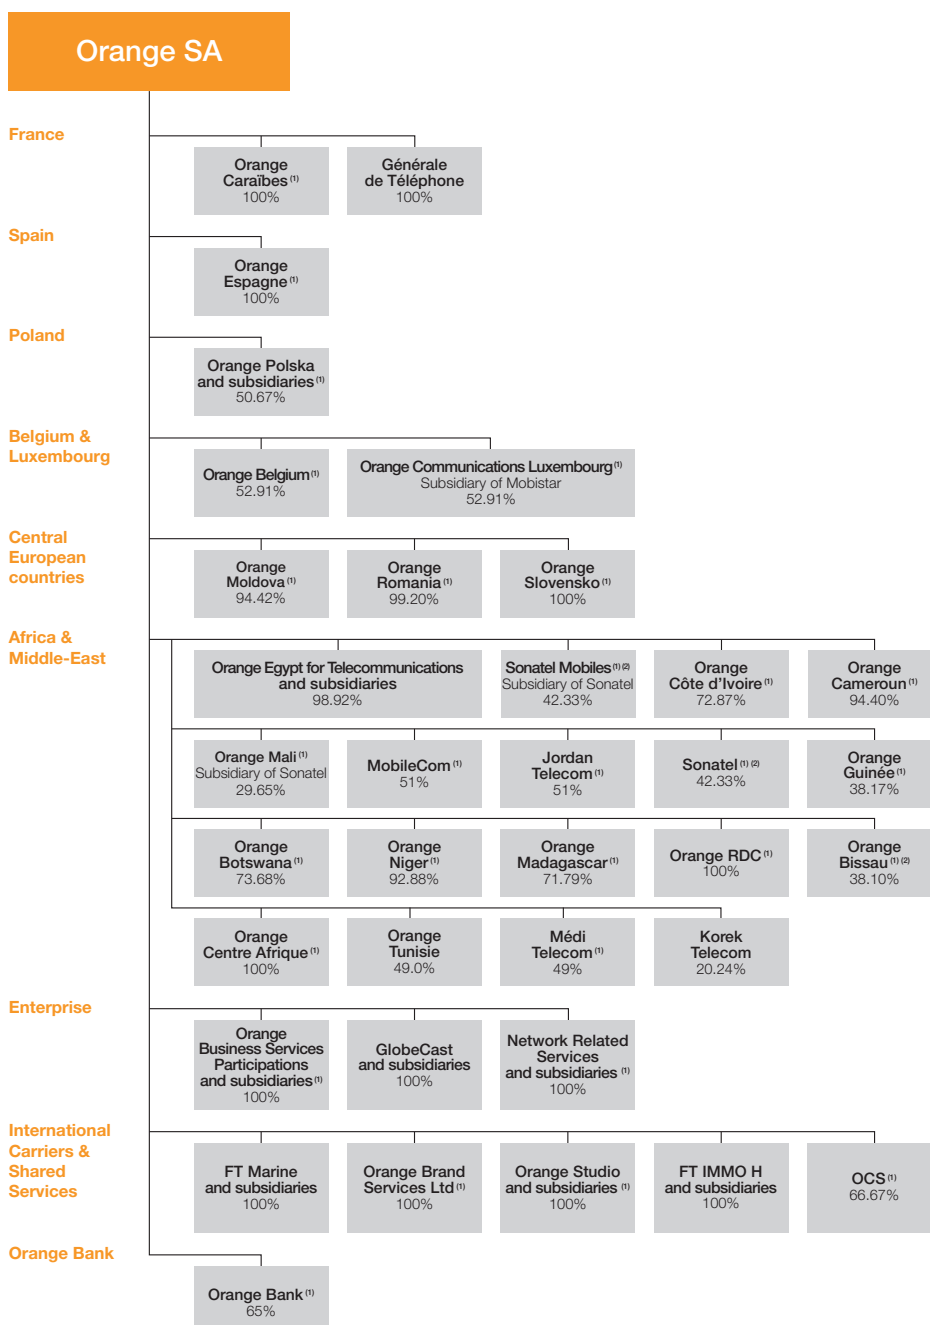 Orange SA
France
Orange
Caraïbes (1)
100%
Générale
de Téléphone
100%
Spain
Orange
Espagne (1)
100%
Poland
Orange Polska
and subsidiaries (1)
50.67%
Belgium &
Luxembourg
Orange Belgium (1)
52.91%
Orange Communications Luxembourg (1)
Subsidiary of Mobistar
52.91%
Central
European
countries
Orange
Moldova (1)
94.42%
Orange
Romania (1)
99.20%
Orange
Slovensko (1)
100%
Africa &
Middle-East
Orange Egypt for Telecommunications
and subsidiaries
98.92%
Sonatel Mobiles (1) (2)
Subsidiary of Sonatel
42.33%
Orange
Côte d'Ivoire (1)
72.87%
Orange
Cameroun (1)
94.40%
Orange Mali (1)
Subsidiary of Sonatel
29.65%
MobileCom (1)
51%
Jordan
Telecom (1)
51%
Sonatel (1) (2)
42.33%
Orange
Guinée (1)
38.17%
Orange
Botswana (1)
73.68%
Orange
Niger (1)
92.88%
Orange
Madagascar (1)
71.79%
Orange RDC (1)
100%
Orange
Bissau (1) (2)
38.10%
Orange
Centre Afrique (1)
100%
Orange
Tunisie
49.0%
Médi
Telecom (1)
49%
Korek
Telecom
20.24%
Enterprise
Orange
Business Services
Participations
and subsidiaries (1)
100%
GlobeCast
and subsidiaries
100%
Network Related
Services
and subsidiaries (1)
100%
International
Carriers &
Shared
Services
FT Marine
and subsidiaries
100%
Orange Brand
Services Ltd (1)
100%
Orange Studio
and subsidiaries (1)
100%
FT IMMO H
and subsidiaries
100%
OCS (1)
66.67%
Orange Bank
Orange Bank (1)
65%